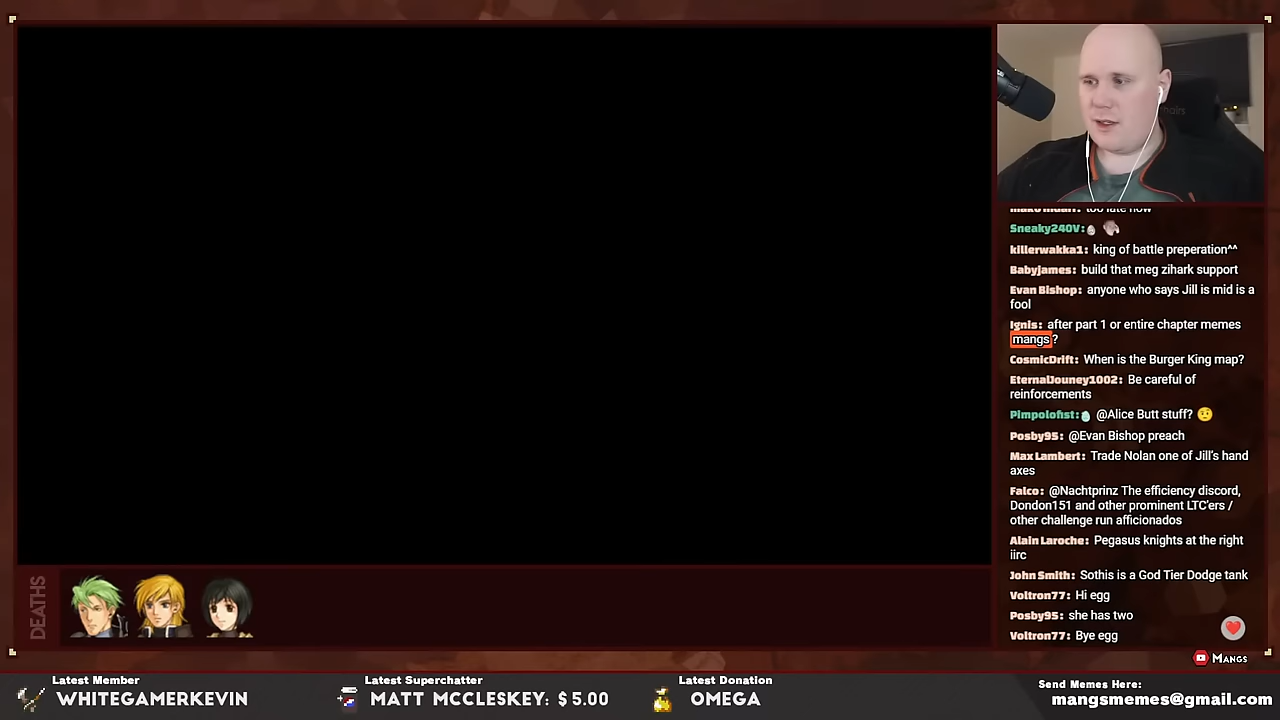 too late now
Sneaky240V:
killerwakka1: king of battle preperation^^
Babyjames: build that meg zihark support
Evan Bishop: anyone who says Jill is mid is a
fool
Ignis: after part 1 or entire chapter memes
mangs ?
CosmicDrift: When is the Burger King map?
EternalJouney1002: Be careful of
reinforcements
Pimpolofist: @Alice Butt stuff? 🤨
Posby95: @Evan Bishop preach
Max Lambert: Trade Nolan one of Jill's hand
axes
Falco: @Nachtprinz The efficiency discord,
Dondon151 and other prominent LTC'ers /
other challenge run afficionados
Alain Laroche: Pegasus knights at the right
iirc
John Smith: Sothis is a God Tier Dodge tank
Voltron77: Hi egg
Posby95: she has two
Voltron77: Bye egg
DEATHS
MANGS
Latest Member
WHITEGAMERKEVIN
Latest Superchatter
MATT MCCLESKEY: $5.00
Latest Donation
OMEGA
Send Memes Here:
mangsmemes@gmail.com